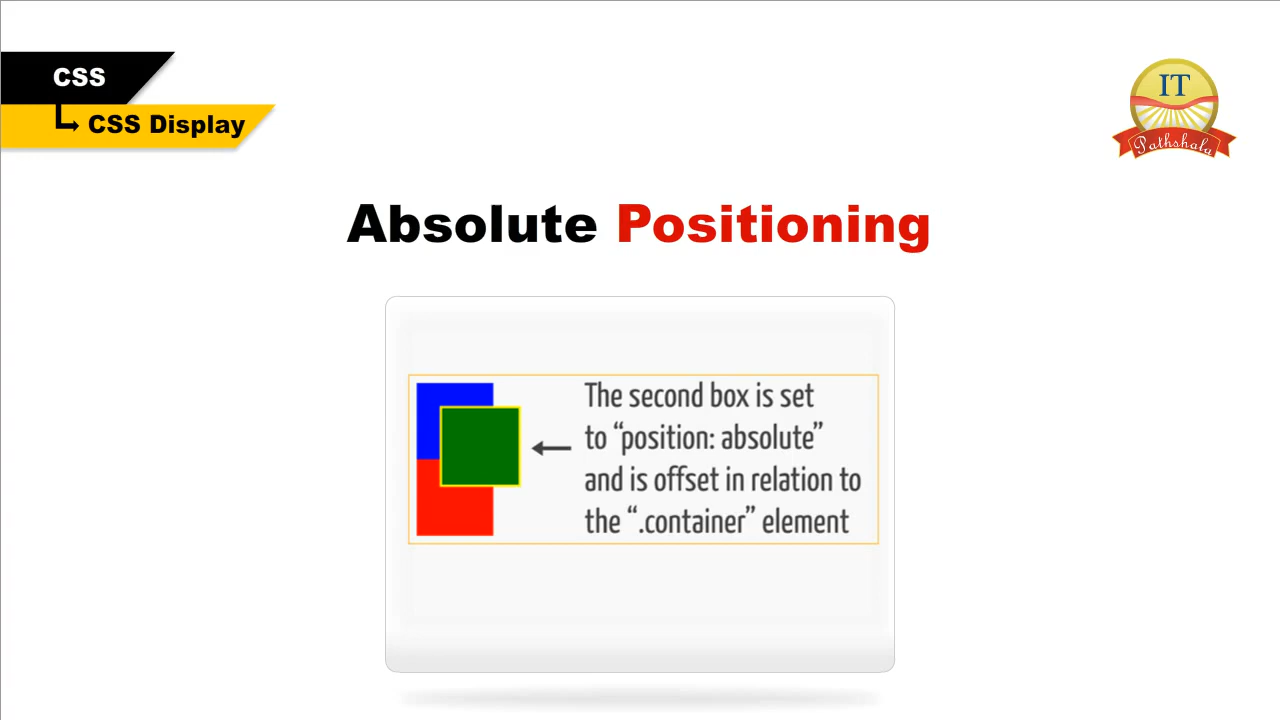 CSS
CSS Display
IT
Pathshala
Absolute Positioning
The second box is set
to “position: absolute”
and is offset in relation to
the “.container” element